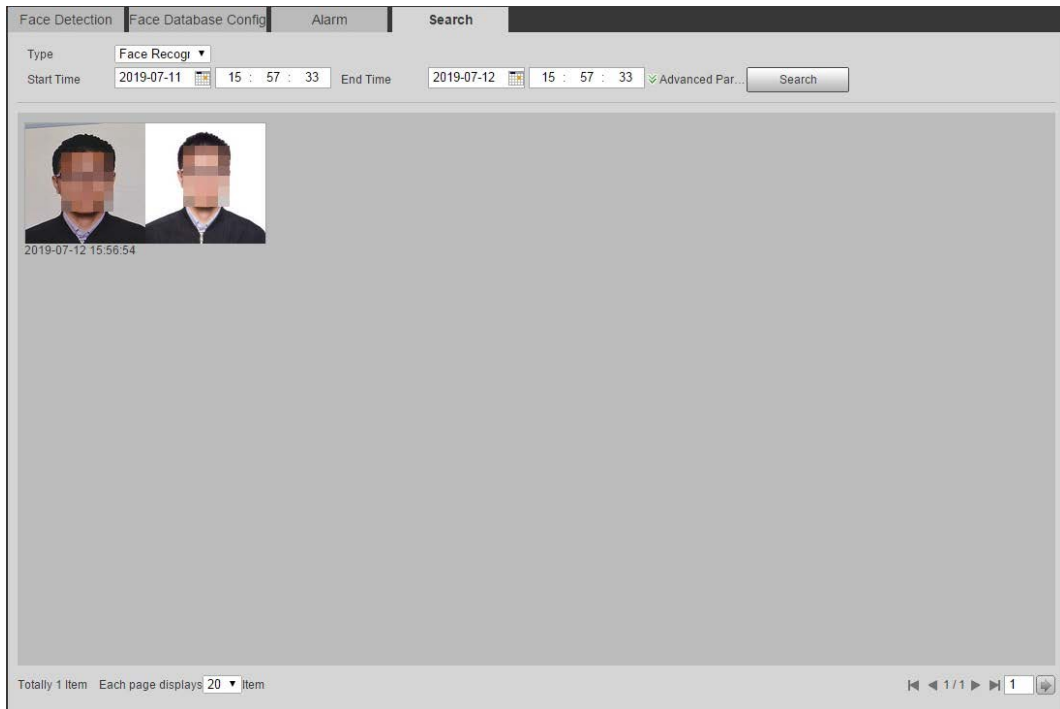 Face Detection Face Database Config Alarm Search
Type Face Recogr
Start Time 2019-07-11 15 : 57 : 33 End Time 2019-07-12 15 : 57 : 33 Advanced Par... Search
2019-07-12 15:56:54
Totally 1 Item Each page displays 20 Item 1 / 1 1